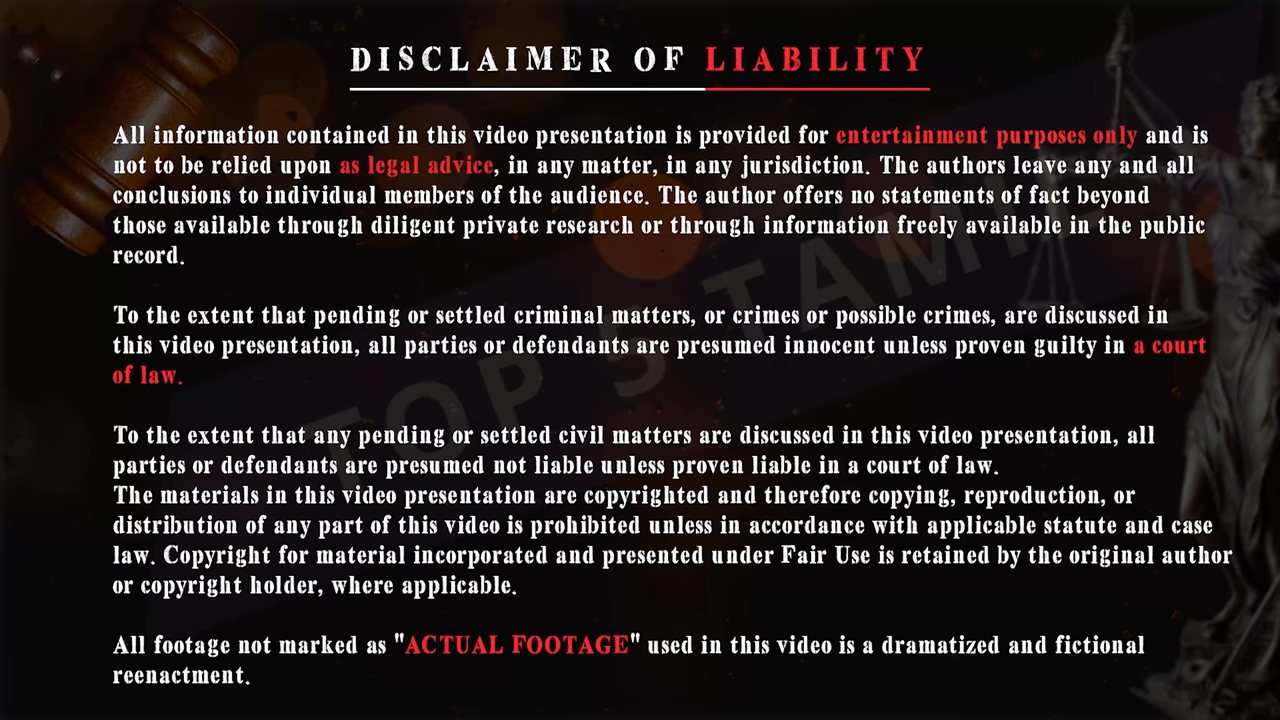 DISCLAIMER OF LIABILITY
All information contained in this video presentation is provided for entertainment purposes only and is
not to be relied upon as legal advice, in any matter, in any jurisdiction. The authors leave any and all
conclusions to individual members of the audience. The author offers no statements of fact beyond
those available through diligent private research or through information freely available in the public
record.
To the extent that pending or settled criminal matters, or crimes or possible crimes, are discussed in
this video presentation, all parties or defendants are presumed innocent unless proven guilty in a court
of law.
To the extent that any pending or settled civil matters are discussed in this video presentation, all
parties or defendants are presumed not liable unless proven liable in a court of law.
The materials in this video presentation are copyrighted and therefore copying, reproduction, or
distribution of any part of this video is prohibited unless in accordance with applicable statute and case
law. Copyright for material incorporated and presented under Fair Use is retained by the original author
or copyright holder, where applicable.
All footage not marked as "ACTUAL FOOTAGE" used in this video is a dramatized and fictional
reenactment.
TOP 5